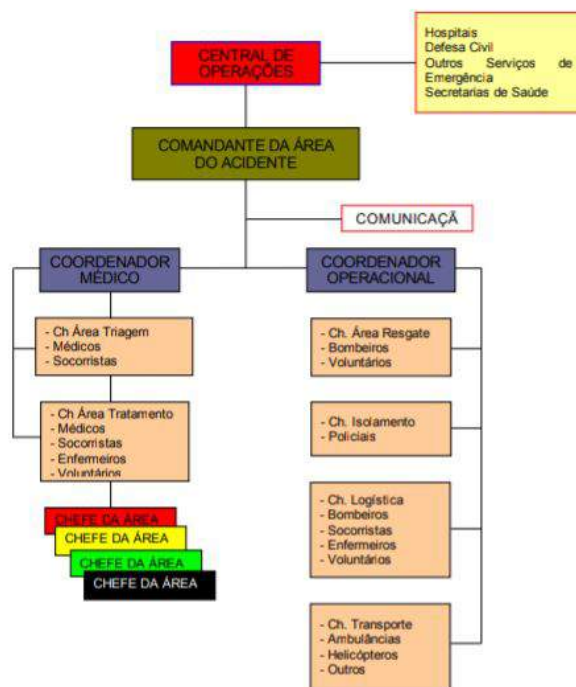 CENTRAL DE
OPERAÇÕES
Hospitais
Defesa Civil
Outros Serviços de
Emergência
Secretarias de Saúde
COMANDANTE DA ÁREA
DO ACIDENTE
COMUNICAÇÃ
COORDENADOR
MÉDICO
- Ch Área Triagem
- Médicos
- Socorristas
- Ch Área Tratamento
- Médicos
- Socorristas
- Enfermeiros
- Voluntários
CHEFE DA ÁREA
CHEFE DA ÁREA
CHEFE DA ÁREA
CHEFE DA ÁREA
COORDENADOR
OPERACIONAL
- Ch. Área Resgate
- Bombeiros
- Voluntários
- Ch. Isolamento
- Policiais
- Ch. Logística
- Bombeiros
- Socorristas
- Enfermeiros
- Voluntários
- Ch. Transporte
- Ambulâncias
- Helicópteros
- Outros